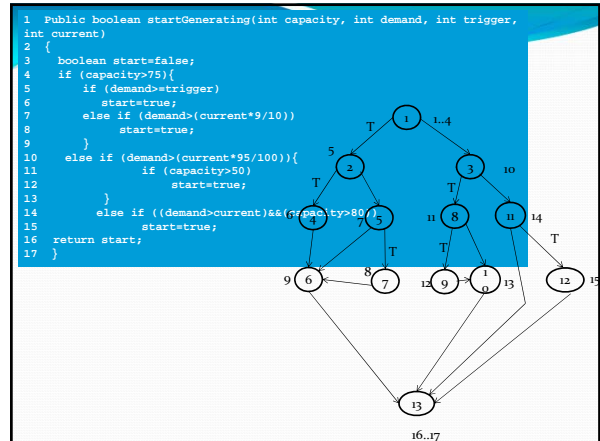 1 Public boolean startGenerating(int capacity, int demand, int trigger,
int current)
2 {
3 boolean start=false;
4 if (capacity>75){
5 if (demand>=trigger)
6 start=true;
7 else if (demand>(current*9/10))
8 start=true;
9 }
10 else if (demand>(current*95/100)){
11 if (capacity>50)
12 start=true;
13 }
14 else if ((demand>current)&&(capacity>80))
15 start=true;
16 return start;
17 }
T 1 1..4
5 2 3 10
T T
6 4 7 5 11 8 11 14
T T T
9 6 8 7 12 9 10 13 12 15
13
16..17